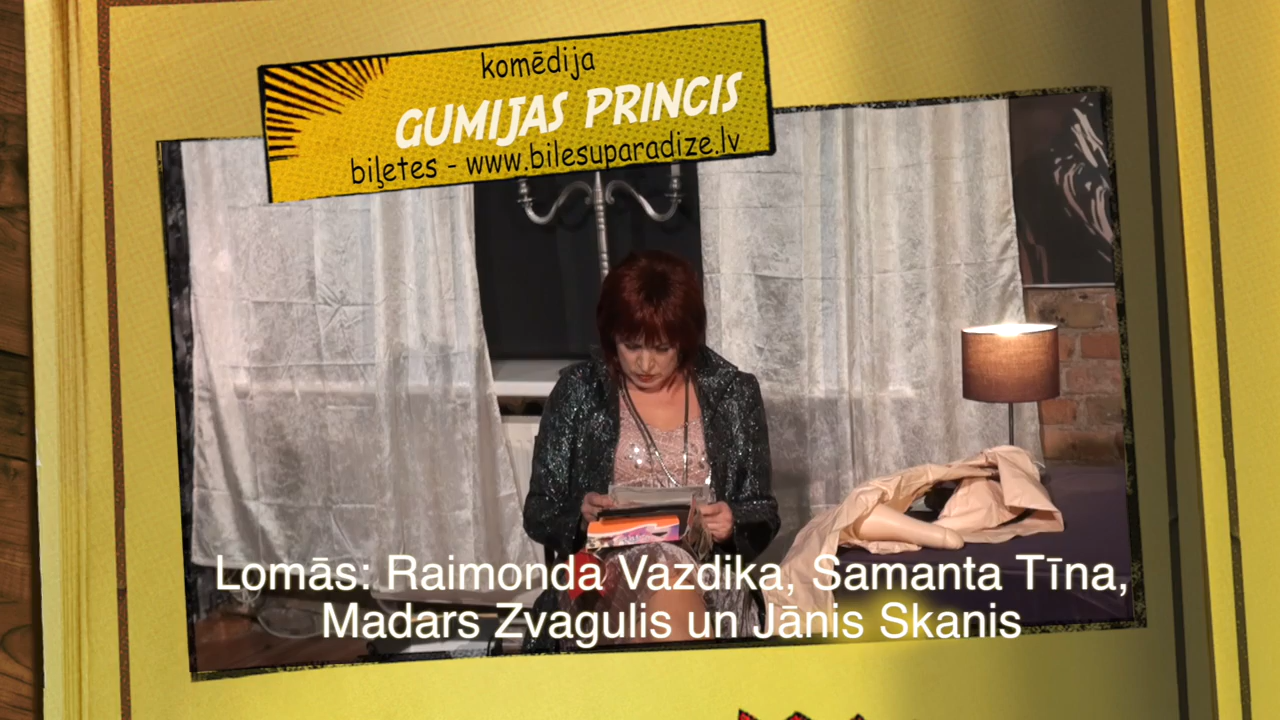 komēdija
GUMIJAS PRINCIS
biļetes - www.bilesuparadize.lv
Lomās: Raimonda Vazdika, Samanta Tīna,
Madars Zvagulis un Jānis Skanis